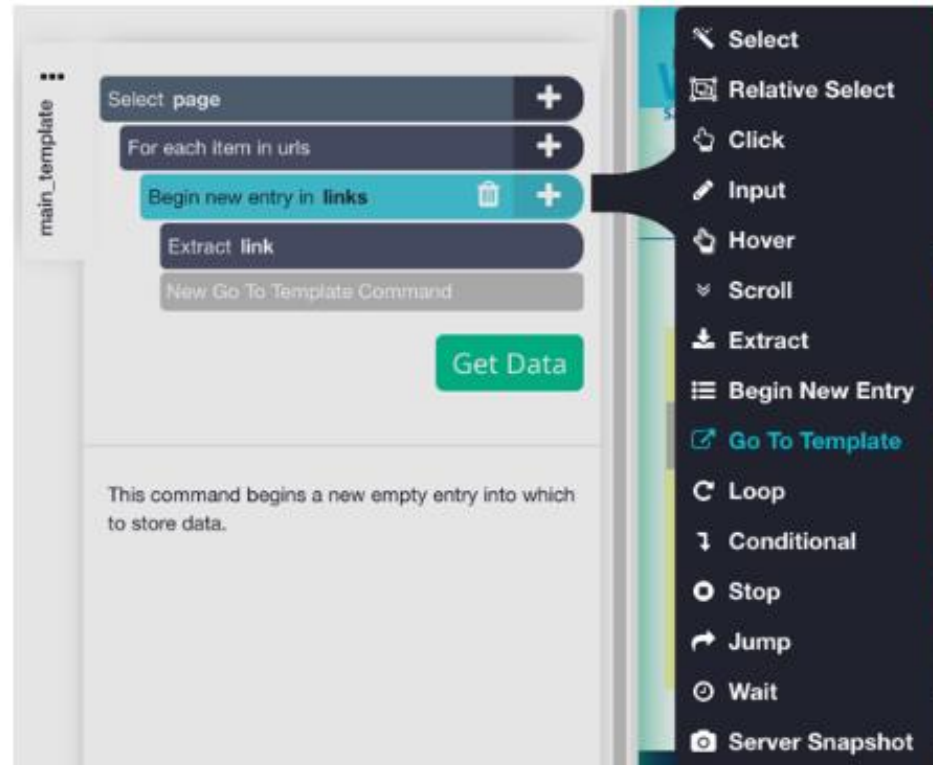 main_template
Select page
For each item in urls
Begin new entry in links
Extract link
New Go To Template Command
Get Data
This command begins a new empty entry into which
to store data.
Select
Relative Select
Click
Input
Hover
Scroll
Extract
Begin New Entry
Go To Template
Loop
Conditional
Stop
Jump
Wait
Server Snapshot